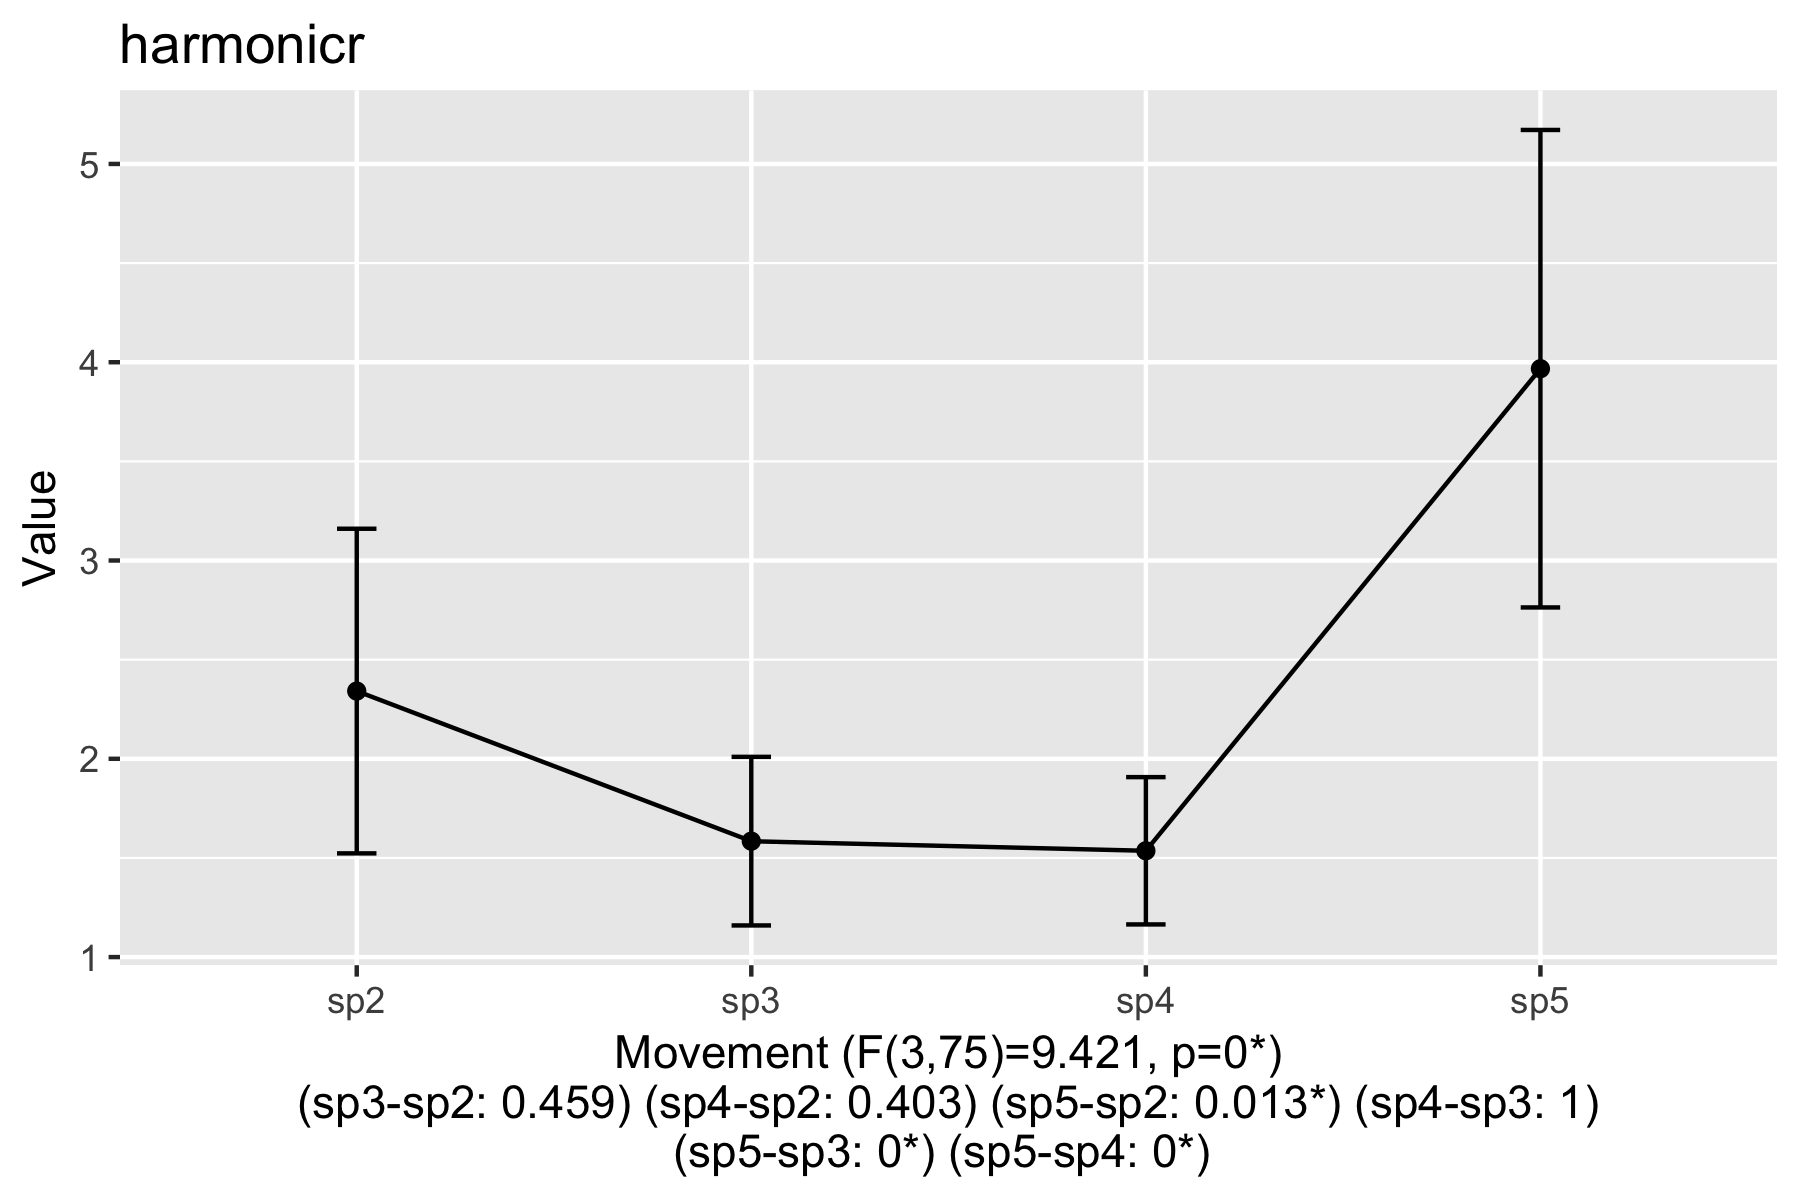 harmonicr
Value
5
4
3
2
1
sp2 sp3 sp4 sp5
Movement (F(3,75)=9.421, p=0*)
(sp3-sp2: 0.459) (sp4-sp2: 0.403) (sp5-sp2: 0.013*) (sp4-sp3: 1)
(sp5-sp3: 0*) (sp5-sp4: 0*)